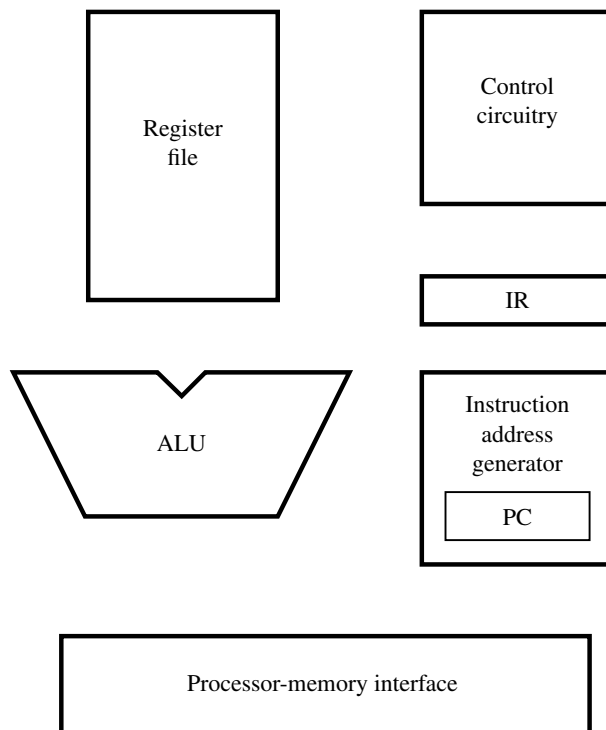 Register
file
Control
circuitry
IR
ALU
Instruction
address
generator
PC
Processor-memory interface